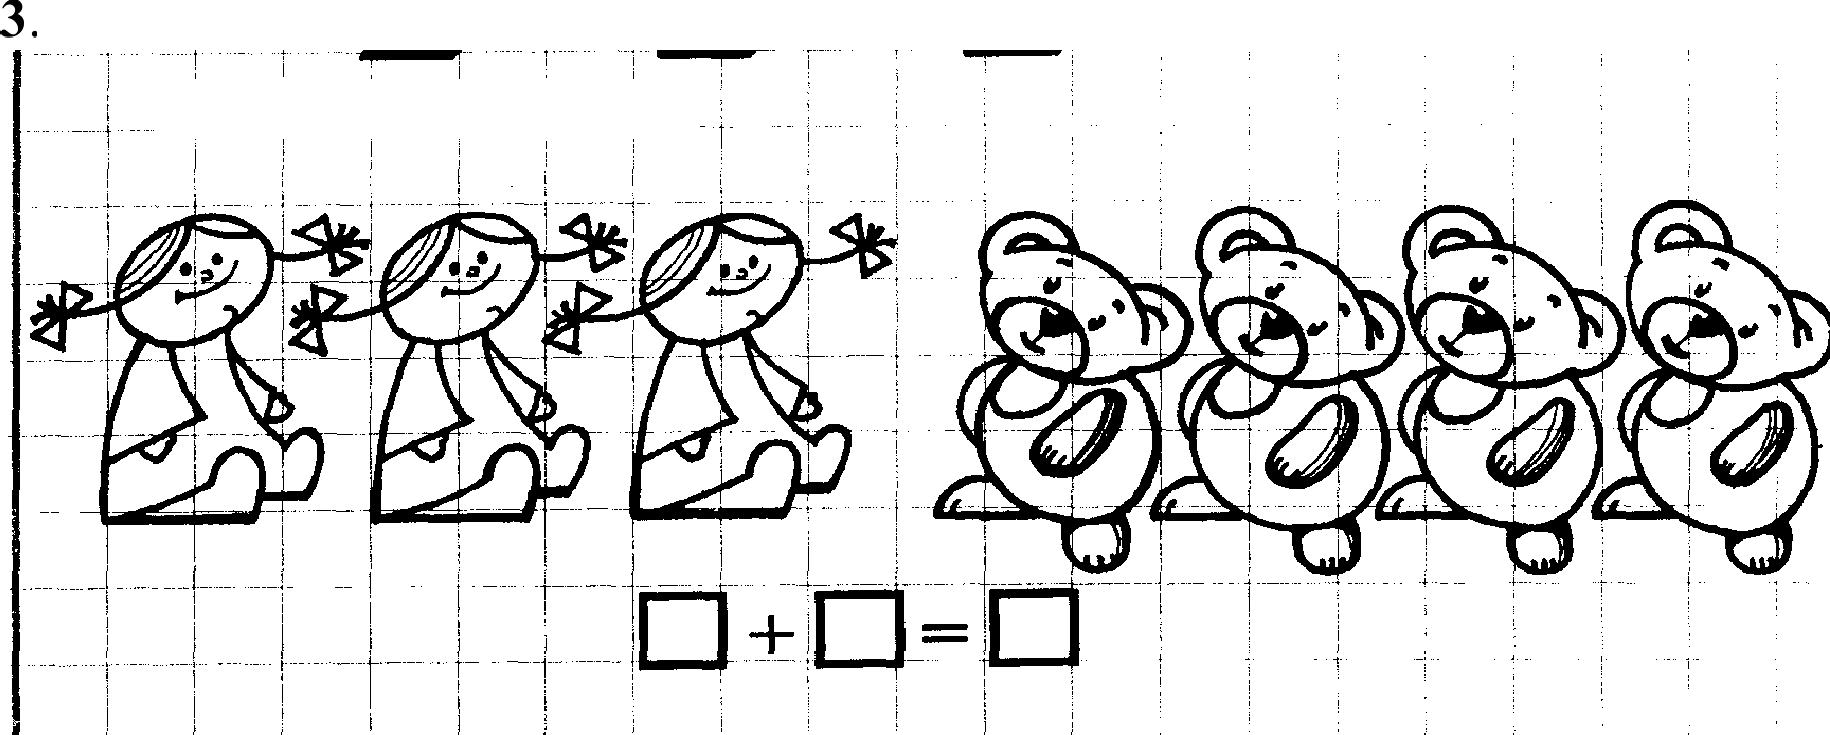 3.
□ + □ = □